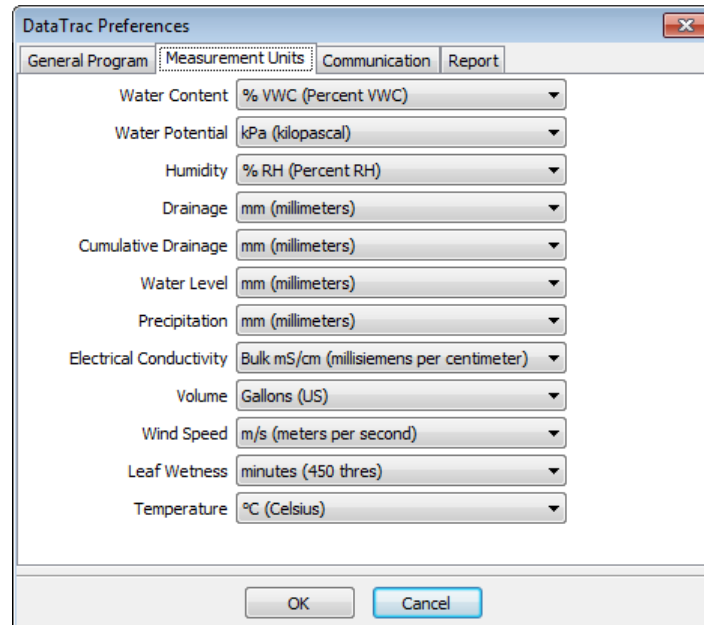 DataTrac Preferences
General Program Measurement Units Communication Report
Water Content % VWC (Percent VWC)
Water Potential kPa (kilopascal)
Humidity % RH (Percent RH)
Drainage mm (millimeters)
Cumulative Drainage mm (millimeters)
Water Level mm (millimeters)
Precipitation mm (millimeters)
Electrical Conductivity Bulk mS/cm (millisiemens per centimeter)
Volume Gallons (US)
Wind Speed m/s (meters per second)
Leaf Wetness minutes (450 thres)
Temperature °C (Celsius)
OK Cancel